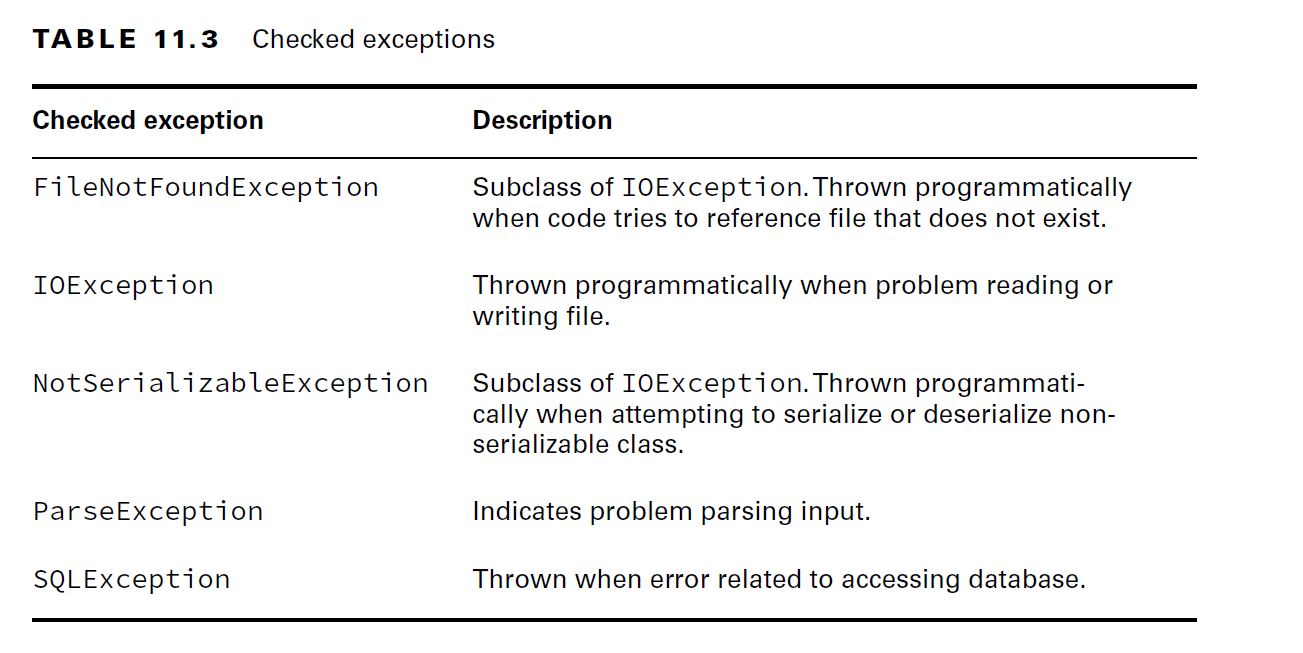 TABLE 11.3 Checked exceptions
Checked exception Description
FileNotFoundException Subclass of IOException. Thrown programmatically
when code tries to reference file that does not exist.
IOException Thrown programmatically when problem reading or
writing file.
NotSerializableException Subclass of IOException. Thrown programmati-
cally when attempting to serialize or deserialize non-
serializable class.
ParseException Indicates problem parsing input.
SQLException Thrown when error related to accessing database.